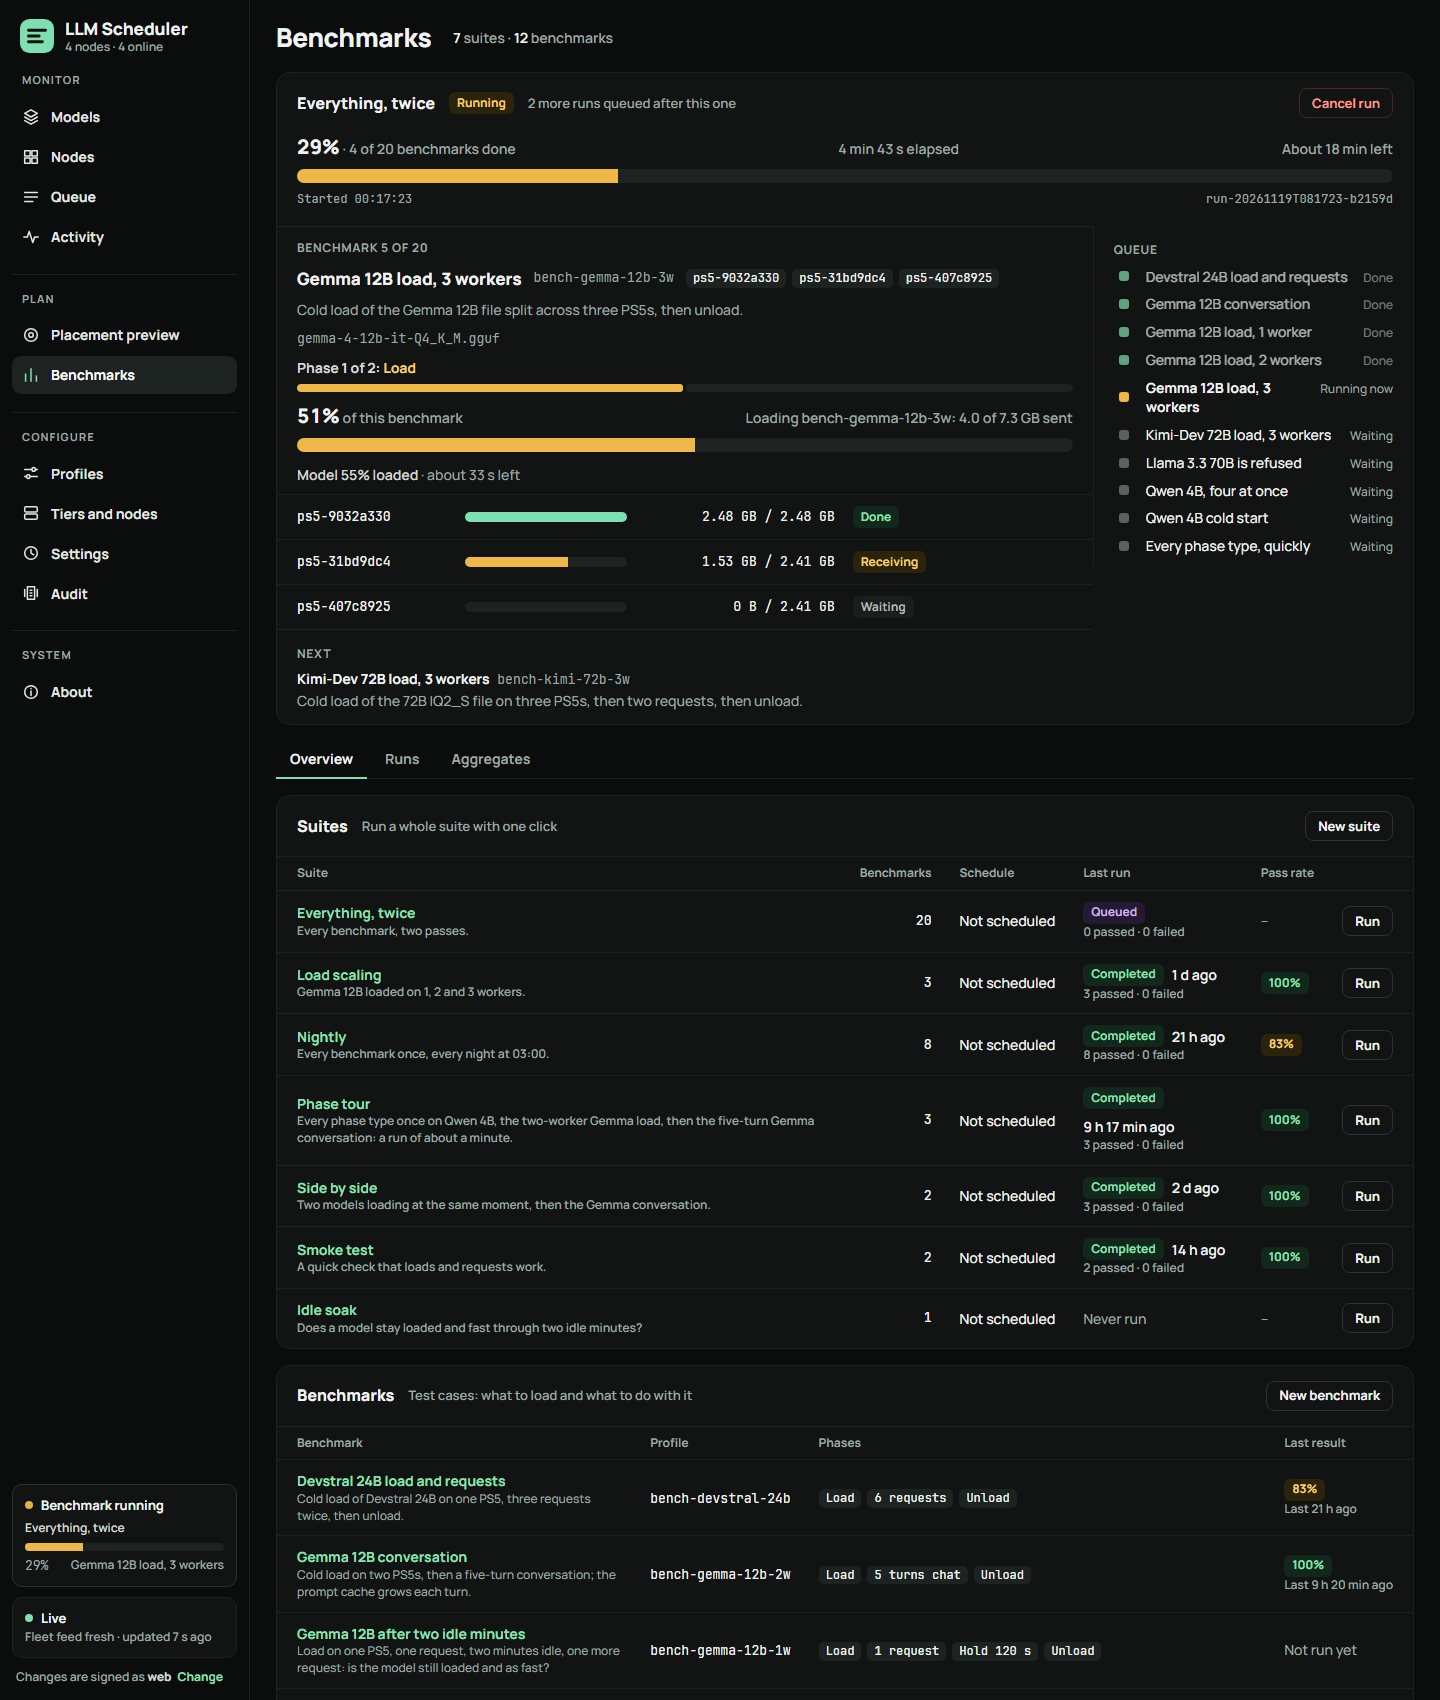 LLM Scheduler
4 nodes · 4 online
MONITOR
Models
Nodes
Queue
Activity
PLAN
Placement preview
Benchmarks
CONFIGURE
Profiles
Tiers and nodes
Settings
Audit
SYSTEM
About
Benchmark running
Everything, twice
29% Gemma 12B load, 3 workers
Live
Fleet feed fresh · updated 7 s ago
Changes are signed as web Change
Benchmarks 7 suites · 12 benchmarks
Everything, twice Running 2 more runs queued after this one Cancel run
29% · 4 of 20 benchmarks done 4 min 43 s elapsed About 18 min left
Started 00:17:23 run-20261119T081723-b2159d
BENCHMARK 5 OF 20
Gemma 12B load, 3 workers bench-gemma-12b-3w ps5-9032a330 ps5-31bd9dc4 ps5-407c8925
Cold load of the Gemma 12B file split across three PS5s, then unload.
gemma-4-12b-it-Q4_K_M.gguf
Phase 1 of 2: Load
51% of this benchmark Loading bench-gemma-12b-3w: 4.0 of 7.3 GB sent
Model 55% loaded · about 33 s left
ps5-9032a330 2.48 GB / 2.48 GB Done
ps5-31bd9dc4 1.53 GB / 2.41 GB Receiving
ps5-407c8925 0 B / 2.41 GB Waiting
NEXT
Kimi-Dev 72B load, 3 workers bench-kimi-72b-3w
Cold load of the 72B IQ2_S file on three PS5s, then two requests, then unload.
QUEUE
Devstral 24B load and requests Done
Gemma 12B conversation Done
Gemma 12B load, 1 worker Done
Gemma 12B load, 2 workers Done
Gemma 12B load, 3 Running now
workers
Kimi-Dev 72B load, 3 workers Waiting
Llama 3.3 70B is refused Waiting
Qwen 4B, four at once Waiting
Qwen 4B cold start Waiting
Every phase type, quickly Waiting
Overview Runs Aggregates
Suites Run a whole suite with one click New suite
Suite Benchmarks Schedule Last run Pass rate
Everything, twice
Every benchmark, two passes.
20 Not scheduled
Queued
0 passed · 0 failed
– Run
Load scaling
Gemma 12B loaded on 1, 2 and 3 workers.
3 Not scheduled
Completed 1 d ago
3 passed · 0 failed
100% Run
Nightly
Every benchmark once, every night at 03:00.
8 Not scheduled
Completed 21 h ago
8 passed · 0 failed
83% Run
Phase tour
Every phase type once on Qwen 4B, the two-worker Gemma load, then the five-turn Gemma
conversation: a run of about a minute.
3 Not scheduled
Completed
9 h 17 min ago
3 passed · 0 failed
100% Run
Side by side
Two models loading at the same moment, then the Gemma conversation.
2 Not scheduled
Completed 2 d ago
3 passed · 0 failed
100% Run
Smoke test
A quick check that loads and requests work.
2 Not scheduled
Completed 14 h ago
2 passed · 0 failed
100% Run
Idle soak
Does a model stay loaded and fast through two idle minutes?
1 Not scheduled
Never run
– Run
Benchmarks Test cases: what to load and what to do with it New benchmark
Benchmark Profile Phases Last result
Devstral 24B load and requests
Cold load of Devstral 24B on one PS5, three requests
twice, then unload.
bench-devstral-24b Load 6 requests Unload
83%
Last 21 h ago
Gemma 12B conversation
Cold load on two PS5s, then a five-turn conversation; the
prompt cache grows each turn.
bench-gemma-12b-2w Load 5 turns chat Unload
100%
Last 9 h 20 min ago
Gemma 12B after two idle minutes
Load on one PS5, one request, two minutes idle, one more
request: is the model still loaded and as fast?
bench-gemma-12b-1w Load 1 request Hold 120 s Unload
Not run yet